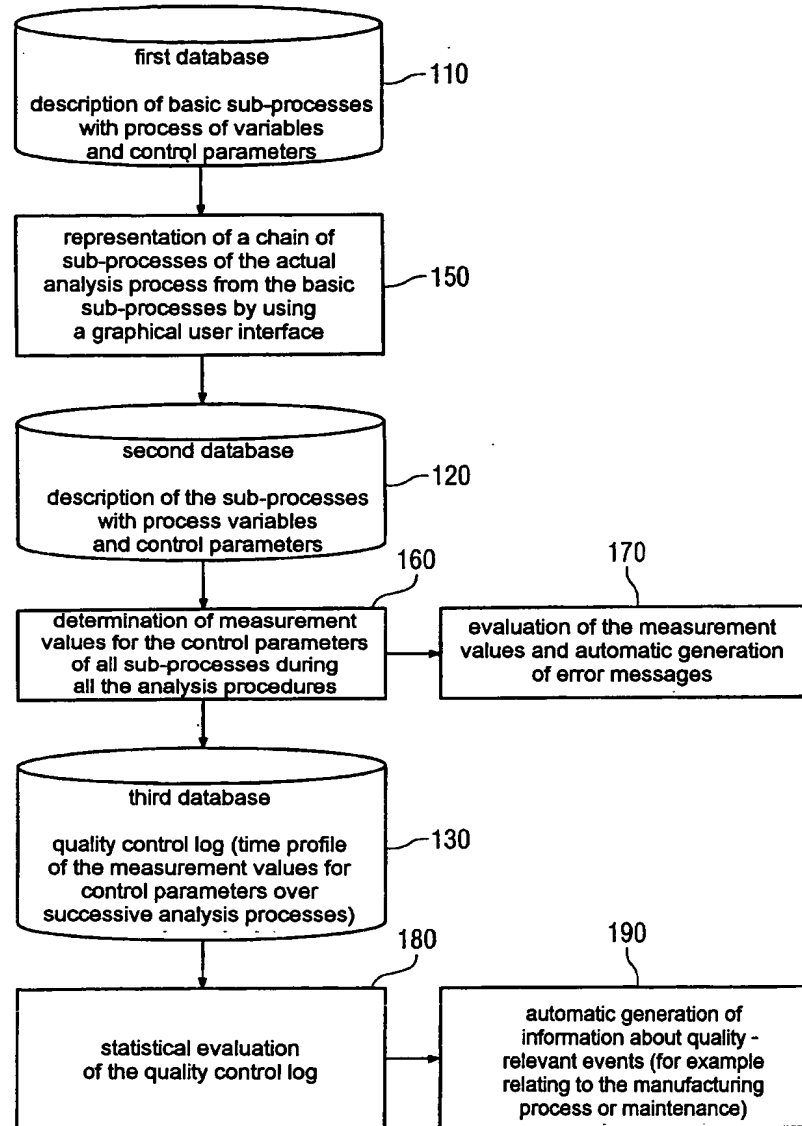 first database
110
description of basic sub-processes
with process of variables
and control parameters
representation of a chain of
sub-processes of the actual
analysis process from the basic
sub-processes by using
a graphical user interface
150
second database
120
description of the sub-processes
with process variables
and control parameters
160
determination of measurement
values for the control parameters
of all sub-processes during
all the analysis procedures
170
evaluation of the measurement
values and automatic generation
of error messages
third database
130
quality control log (time profile
of the measurement values for
control parameters over
successive analysis processes)
180
statistical evaluation
of the quality control log
190
automatic generation of
information about quality -
relevant events (for example
relating to the manufacturing
process or maintenance)